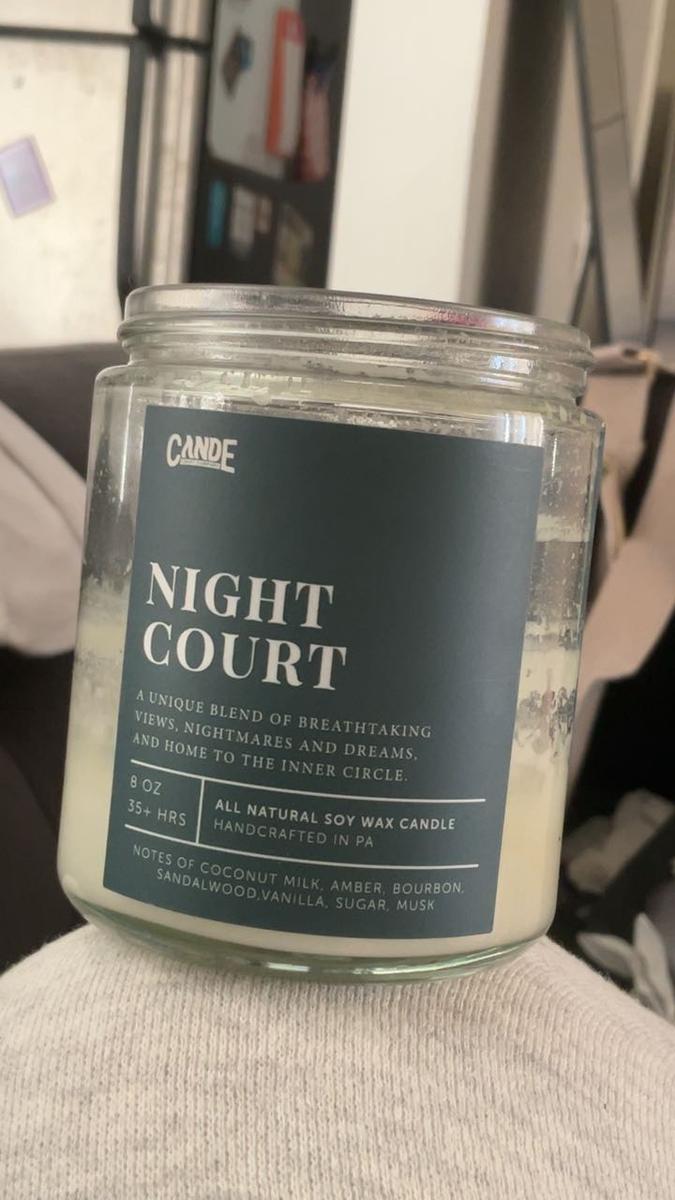 CANDE
NIGHT
COURT
A UNIQUE BLEND OF BREATHTAKING
VIEWS, NIGHTMARES AND DREAMS,
AND HOME TO THE INNER CIRCLE.
8 OZ
35+ HRS
ALL NATURAL SOY WAX CANDLE
HANDCRAFTED IN PA
NOTES OF COCONUT MILK, AMBER, BOURBON,
SANDALWOOD,VANILLA, SUGAR, MUSK